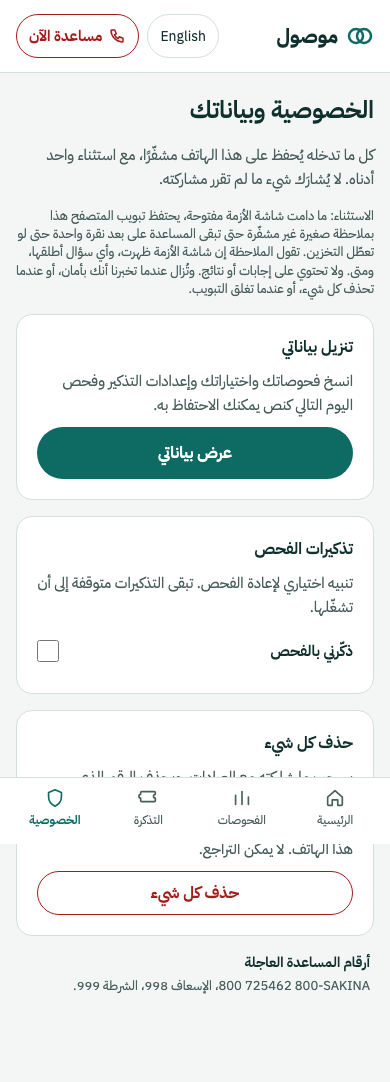 موصول
English
مساعدة الآن
الخصوصية وبياناتك
كل ما تدخله يُحفظ على هذا الهاتف مشفّرًا، مع استثناء واحد
أدناه. لا يُشارَك شيء ما لم تقرر مشاركته.
الاستثناء: ما دامت شاشة الأزمة مفتوحة، يحتفظ تبويب المتصفح هذا
بملاحظة صغيرة غير مشفّرة حتى تبقى المساعدة على بعد نقرة واحدة حتى لو
تعطّل التخزين. تقول الملاحظة إن شاشة الأزمة ظهرت، وأي سؤال أطلقها،
ومتى. ولا تحتوي على إجابات أو نتائج. وتُزال عندما تخبرنا أنك بأمان، أو عندما
تحذف كل شيء، أو عندما تغلق التبويب.
تنزيل بياناتي
انسخ فحوصاتك واختياراتك وإعدادات التذكير وفحص
اليوم التالي كنص يمكنك الاحتفاظ به.
عرض بياناتي
تذكيرات الفحص
تنبيه اختياري لإعادة الفحص. تبقى التذكيرات متوقفة إلى أن
تشغّلها.
ذكّرني بالفحص
حذف كل شيء
الرئيسية
الفحوصات
التذكرة
الخصوصية
هذا الهاتف. لا يمكن التراجع.
حذف كل شيء
أرقام المساعدة العاجلة
800-SAKINA 800 725462، الإسعاف 998، الشرطة 999.